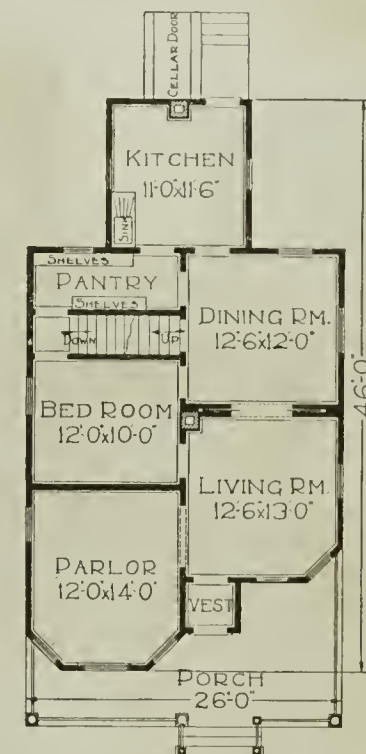 CELLAR DOOR
KITCHEN
11'-0"x11'-6"
SINK
SHELVES
PANTRY
SHELVES
DOWN
UP
DINING RM.
12'-6"x12'-0"
BED ROOM
12'-0"x10'-0"
LIVING RM.
12'-6"x13'-0"
PARLOR
12'-0"x14'-0"
VEST
46'-0"
PORCH
26'-0"